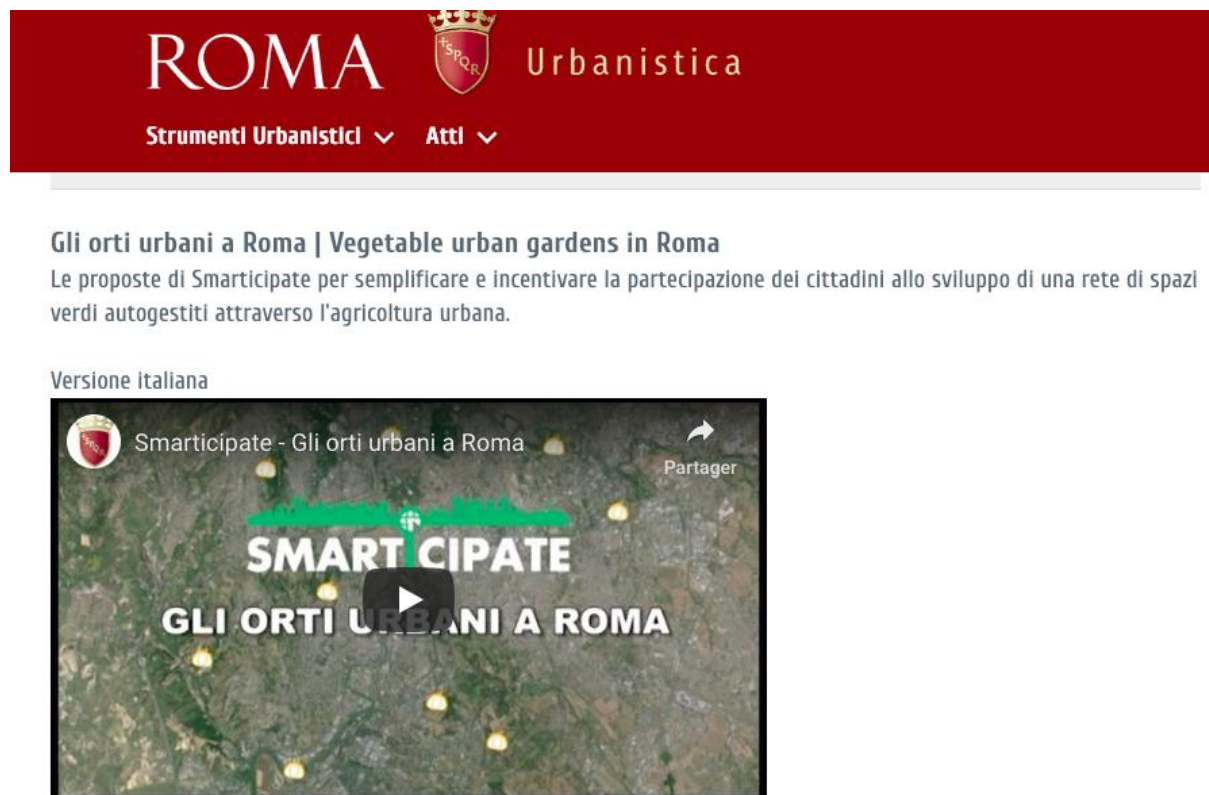 ROMA
SPQR
Urbanistica
Strumenti Urbanistici
Atti
Gli orti urbani a Roma | Vegetable urban gardens in Roma
Le proposte di Smarticipate per semplificare e incentivare la partecipazione dei cittadini allo sviluppo di una rete di spazi
verdi autogestiti attraverso l'agricoltura urbana.
Versione italiana
Smarticipate - Gli orti urbani a Roma
Partager
SMARTICIPATE
GLI ORTI URBANI A ROMA